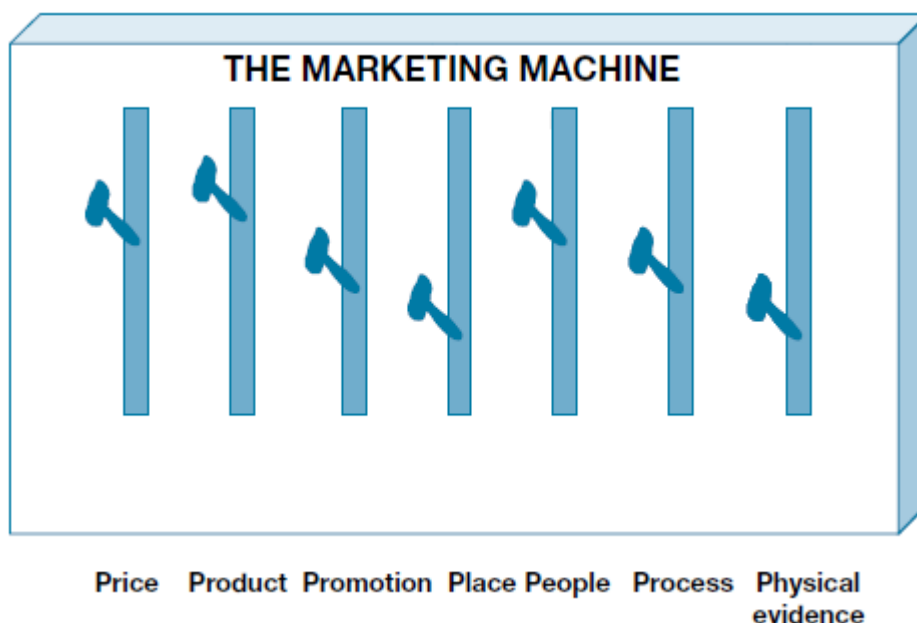 THE MARKETING MACHINE
Price Product Promotion Place People Process Physical
evidence